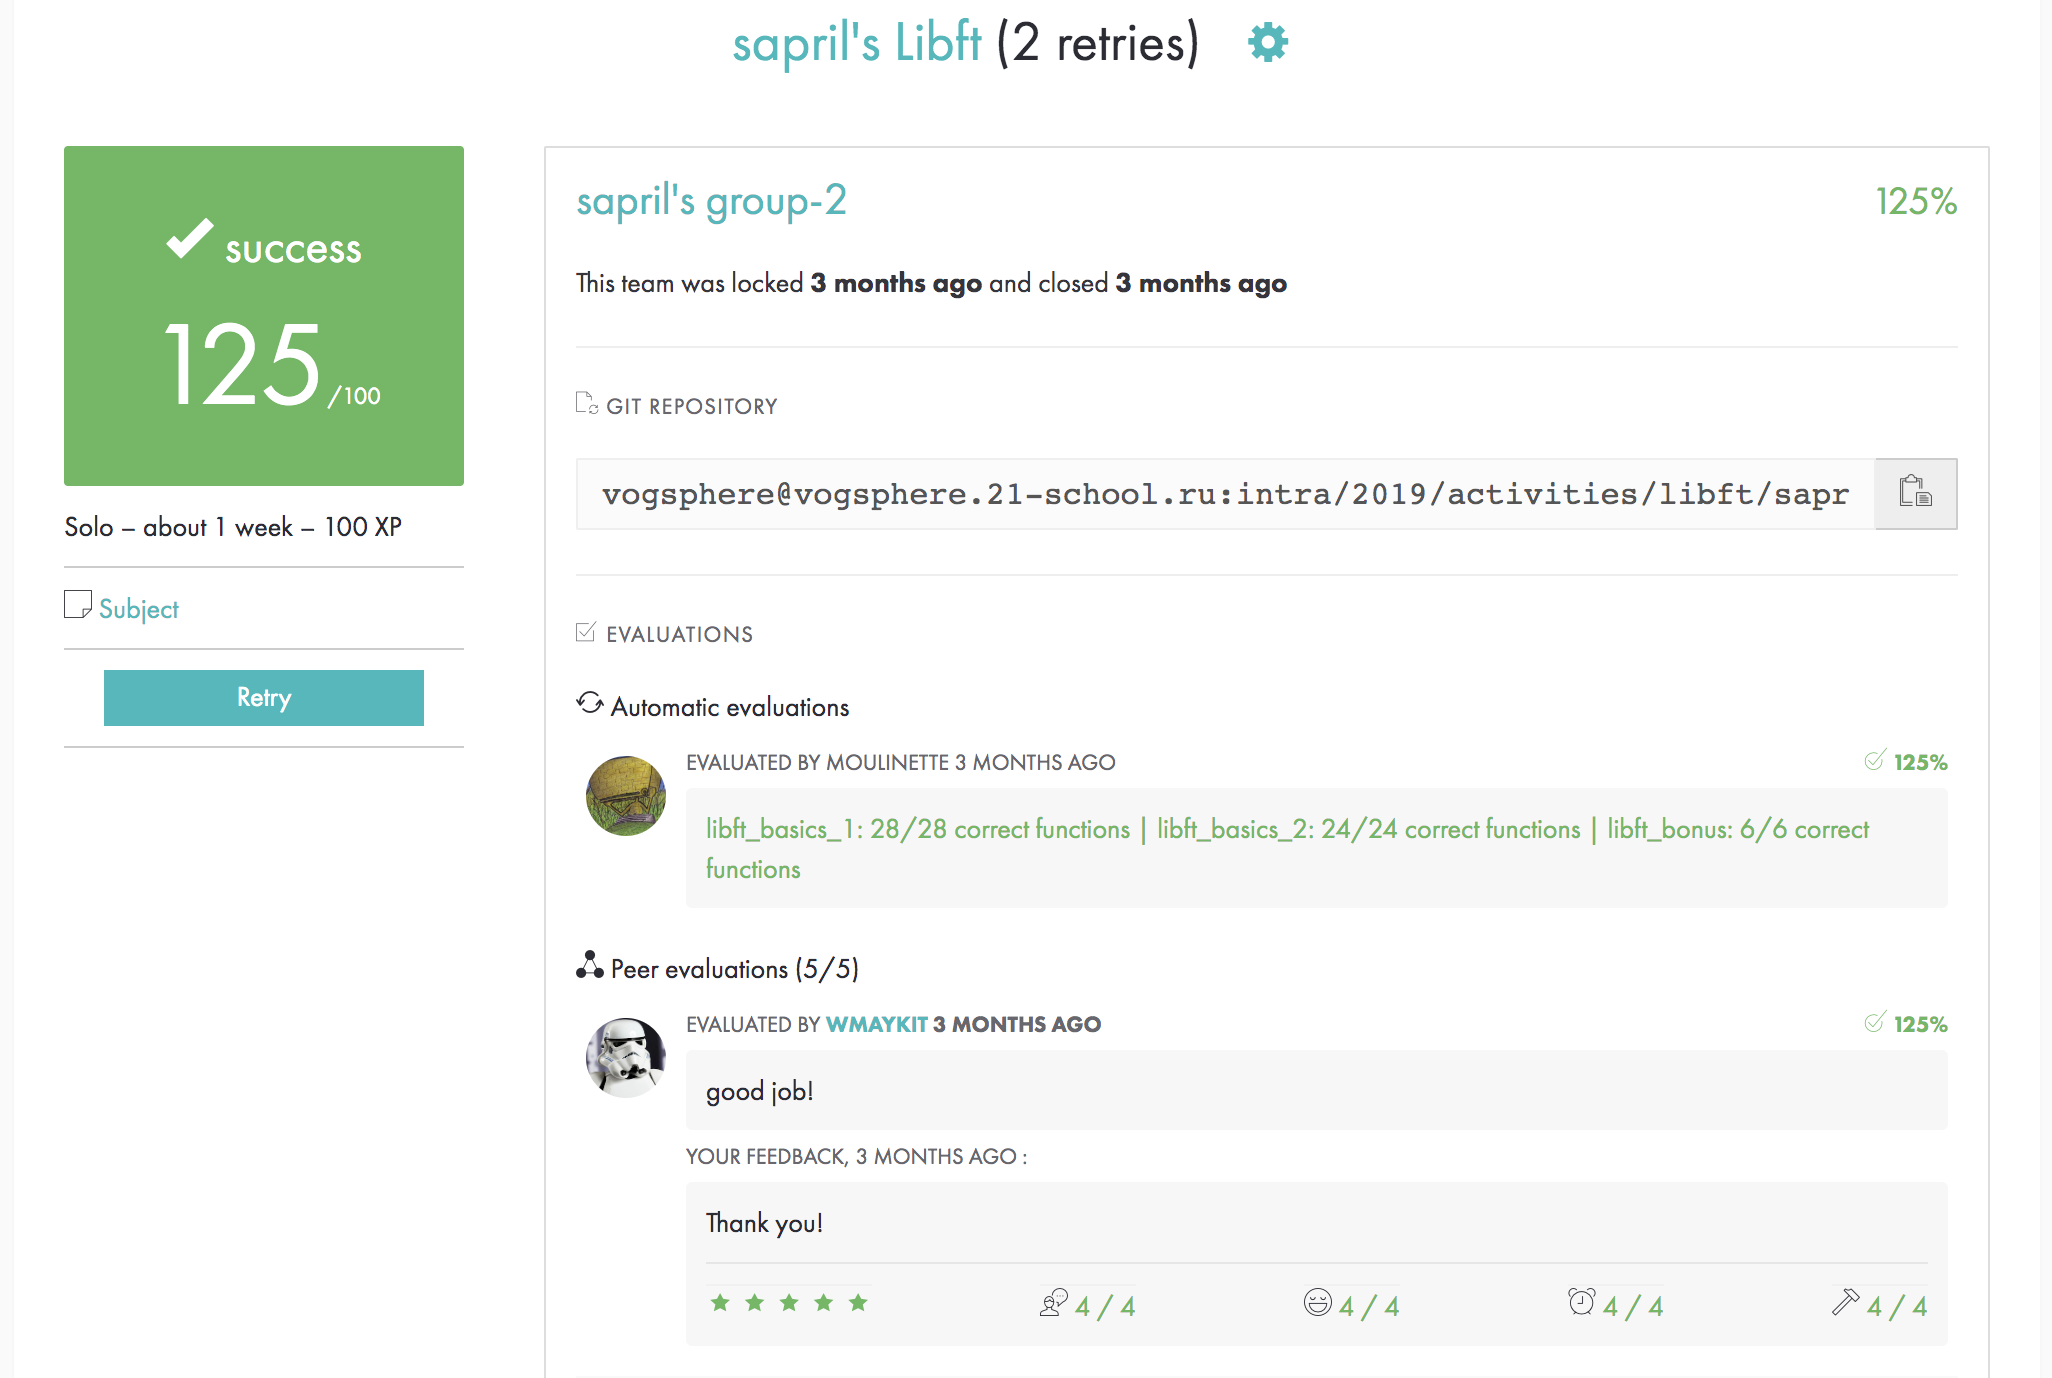 sapril's Libft (2 retries)
success
125 /100
Solo – about 1 week – 100 XP
Subject
Retry
sapril's group-2
125%
This team was locked 3 months ago and closed 3 months ago
GIT REPOSITORY
vogsphere@vogsphere.21-school.ru:intra/2019/activities/libft/sapr
EVALUATIONS
Automatic evaluations
EVALUATED BY MOULINETTE 3 MONTHS AGO
125%
libft_basics_1: 28/28 correct functions | libft_basics_2: 24/24 correct functions | libft_bonus: 6/6 correct
functions
Peer evaluations (5/5)
EVALUATED BY WMAYKIT 3 MONTHS AGO
125%
good job!
YOUR FEEDBACK, 3 MONTHS AGO :
Thank you!
4 / 4
4 / 4
4 / 4
4 / 4